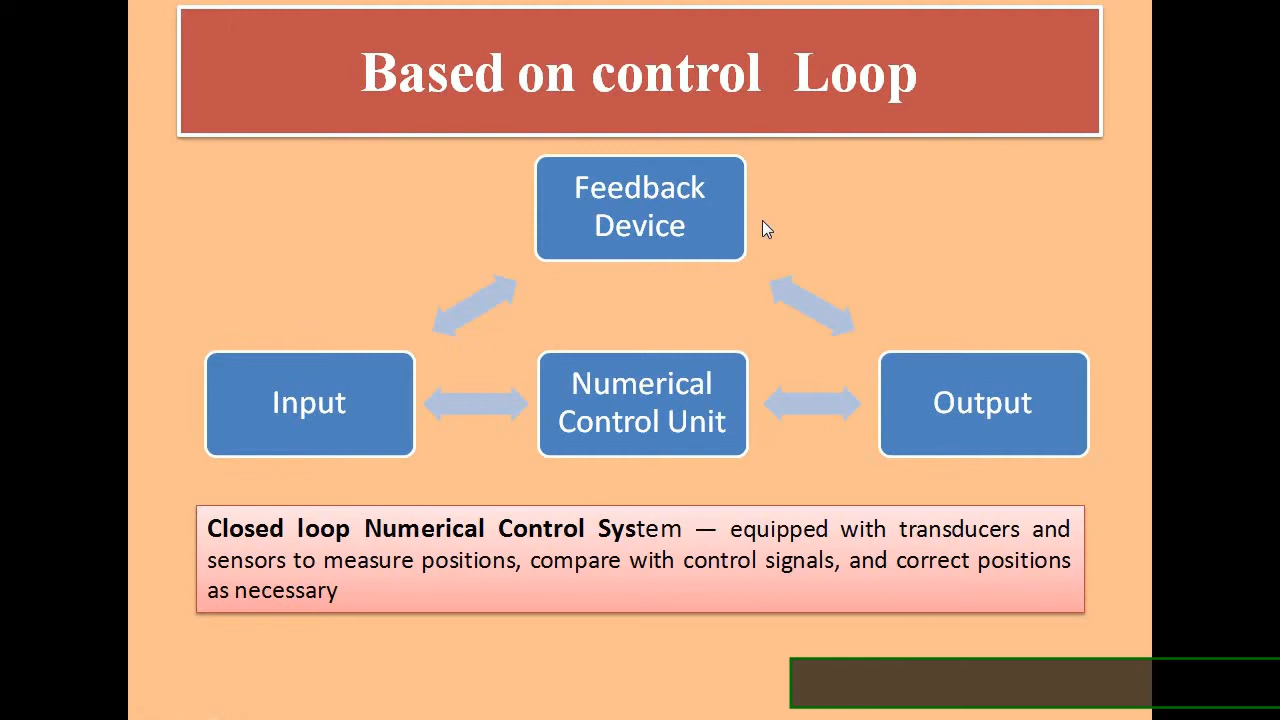 Based on control Loop
Feedback
Device
Input
Numerical
Control Unit
Output
Closed loop Numerical Control System — equipped with transducers and
sensors to measure positions, compare with control signals, and correct positions
as necessary